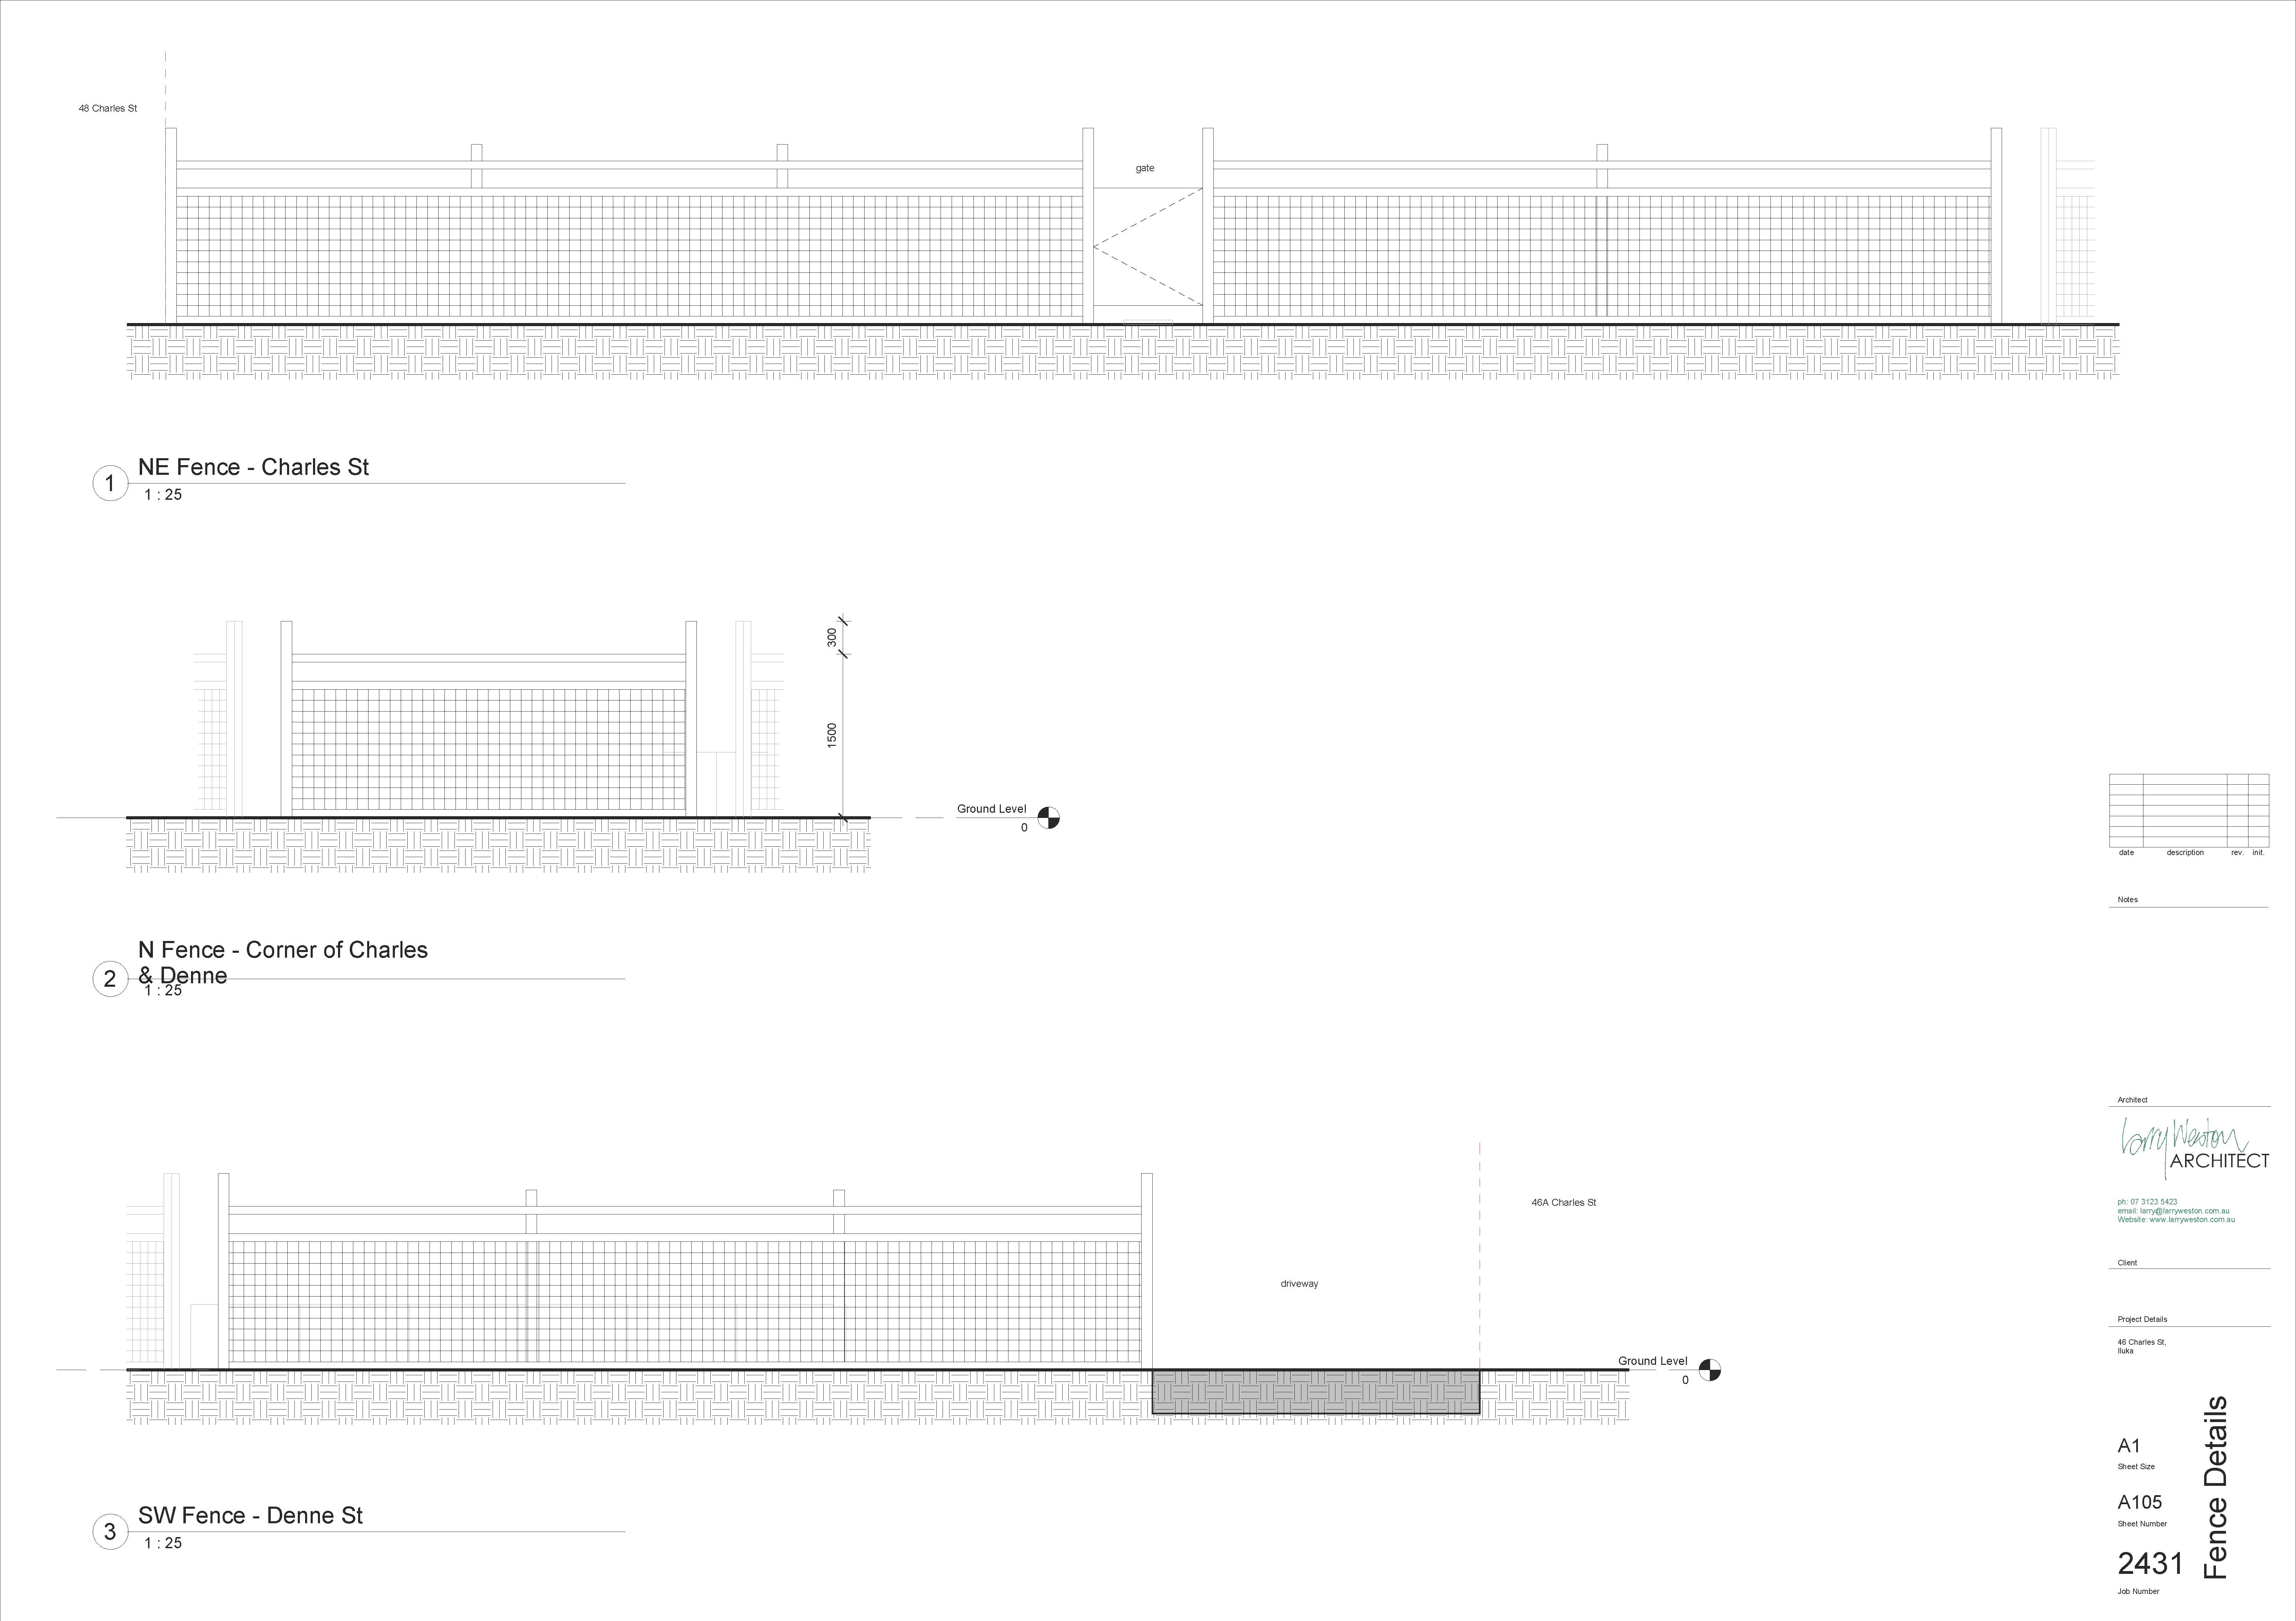 48 Charles St
gate
1
NE Fence - Charles St
1 : 25
300
1500
Ground Level
0
2
N Fence - Corner of Charles
& Denne
1 : 25
46A Charles St
driveway
Ground Level
0
3
SW Fence - Denne St
1 : 25
date description rev. init.
Notes
Architect
Larry Weston
ARCHITECT
ph: 07 3123 5423
email: larry@larryweston.com.au
Website: www.larryweston.com.au
Client
Project Details
46 Charles St,
Iluka
A1
Sheet Size
A105
Sheet Number
2431
Job Number
Fence Details